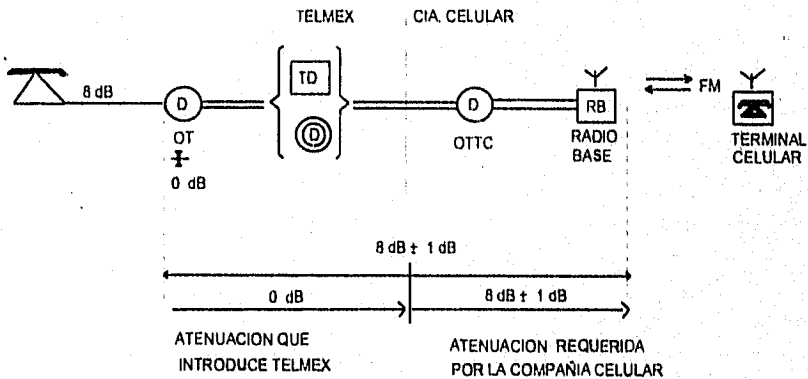 TELMEX
CIA. CELULAR
8 dB
D
OT
0 dB
TD
D
D
OTTC
RB
RADIO
BASE
FM
TERMINAL
CELULAR
8 dB ± 1 dB
0 dB
8 dB ± 1 dB
ATENUACION QUE
INTRODUCE TELMEX
ATENUACION REQUERIDA
POR LA COMPAÑIA CELULAR